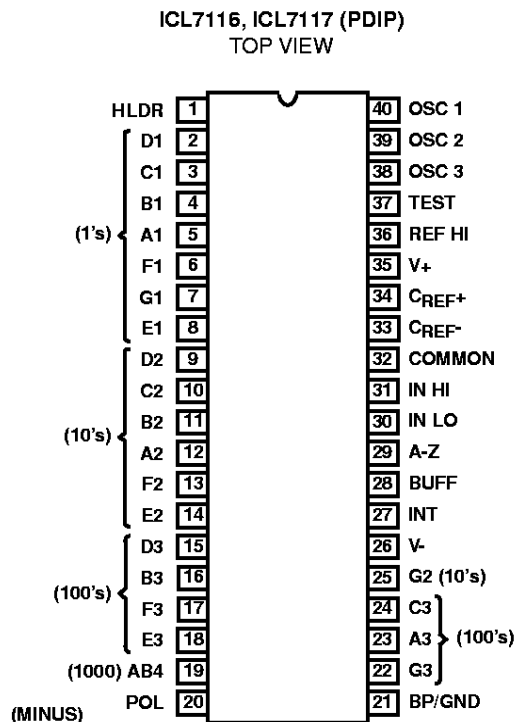 ICL7116, ICL7117 (PDIP)
TOP VIEW
HLDR 1 40 OSC 1
D1 2 39 OSC 2
C1 3 38 OSC 3
B1 4 37 TEST
(1's) A1 5 36 REF HI
F1 6 35 V+
G1 7 34 CREF+
E1 8 33 CREF-
D2 9 32 COMMON
C2 10 31 IN HI
B2 11 30 IN LO
(10's) A2 12 29 A-Z
F2 13 28 BUFF
E2 14 27 INT
D3 15 26 V-
B3 16 25 G2 (10's)
(100's) F3 17 24 C3
E3 18 23 A3 (100's)
(1000) AB4 19 22 G3
POL 20 21 BP/GND
(MINUS)